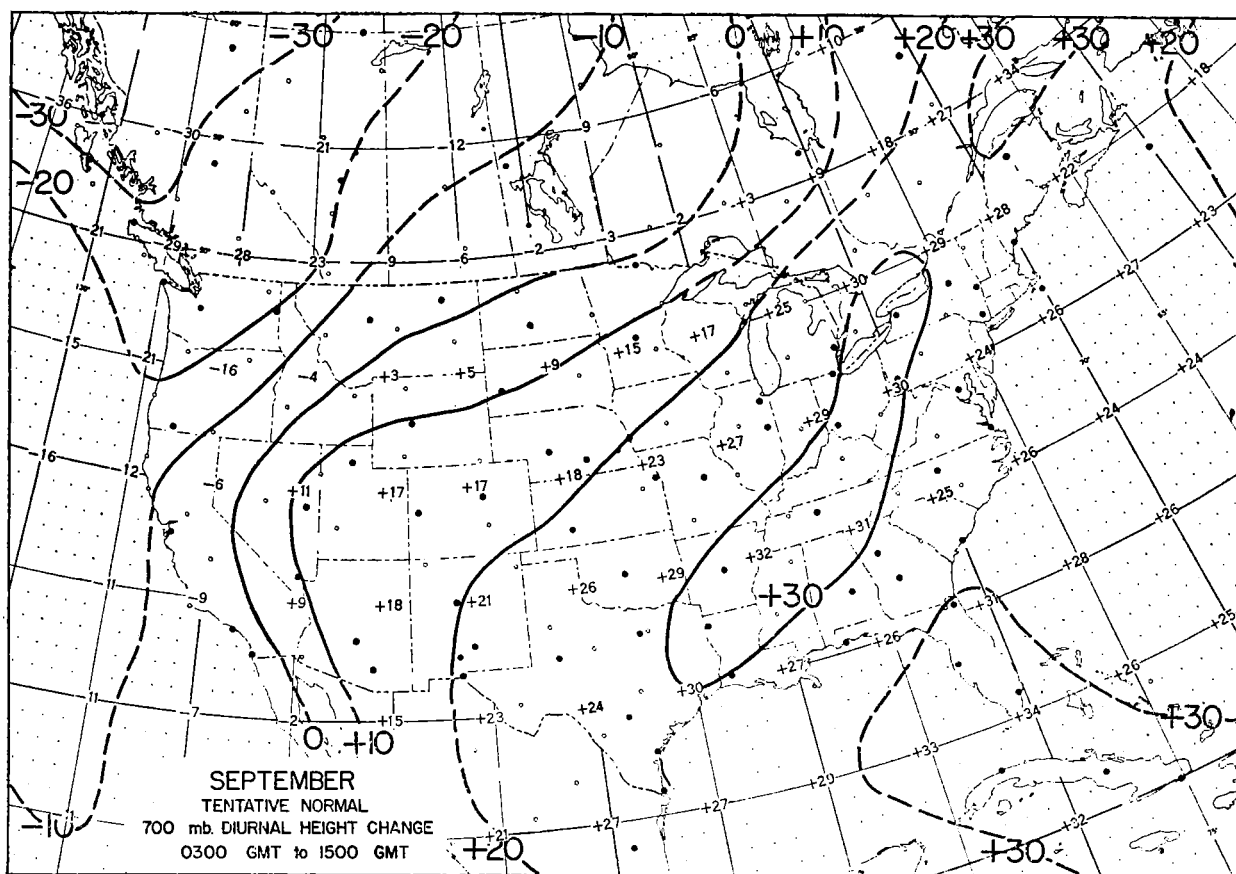 -30 -20 -10 0 +10 +20 +30 +30 +20
+10 +34 +18
-36 -30 -21 -12 9 6 +18 +27
-30
+9 +22
-20
+3 +28 +23
21 29 28 23 9 6 2 3 2 +29 +27
+30 +26
+25
-15 -21 -16 -4 +3 +5 +9 +15 +17 +24 +24
+30 +24
+29 +26
-16 12 -6 +11 +17 +17 +18 +23 +27 +25 +26
+31
+32 +28
11 9 +9 +18 +21 +26 +29 +30 +31 +25
+26 +26
+27
11 7 2 +15 +23 +24 +30 +34 +30
0 +10 +33
SEPTEMBER
TENTATIVE NORMAL
700 mb. DIURNAL HEIGHT CHANGE
0300 GMT to 1500 GMT
-10 +21 +27 +27 +29 +32
+20 +30